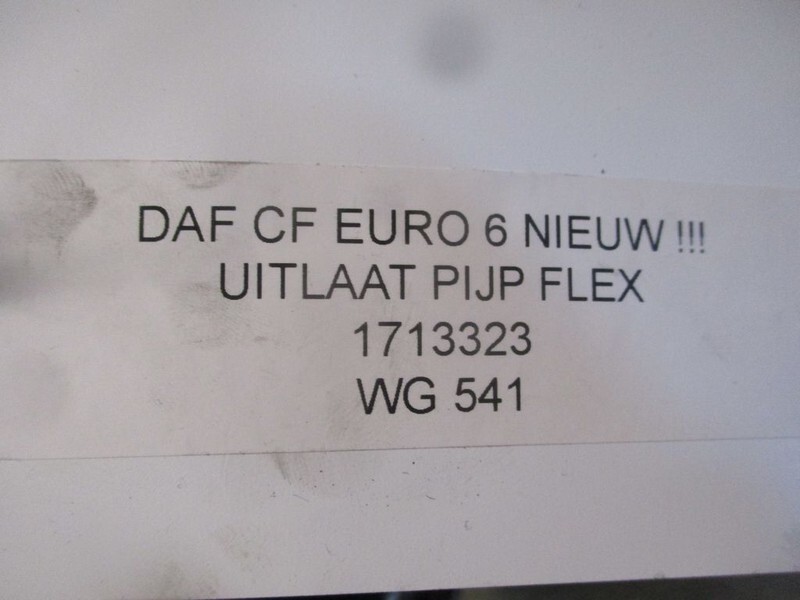 DAF CF EURO 6 NIEUW !!!
UITLAAT PIJP FLEX
1713323
WG 541